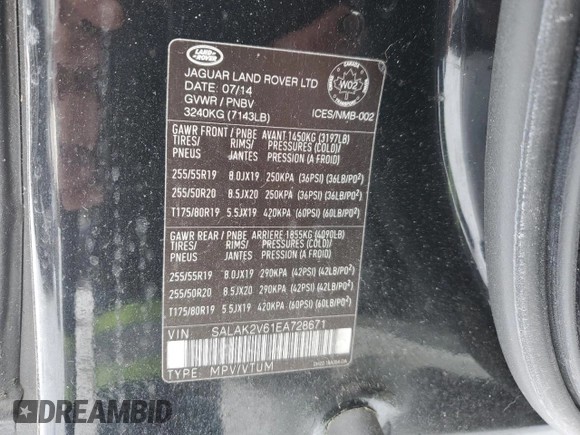 LAND ROVER
JAGUAR LAND ROVER LTD
DATE: 07/14
GVWR / PNBV
3240KG (7143LB)
CANADA
W02
TRANSPORT
ICES/NMB-002
GAWR FRONT / PNBE AVANT 1450KG (3197LB)
TIRES/ RIMS/ PRESSURES (COLD)/
PNEUS JANTES PRESSION (A FROID)
255/55R19 8.0JX19 250KPA (36PSI) (36LB/PO²)
255/50R20 8.5JX20 250KPA (36PSI) (36LB/PO²)
T175/80R19 5.5JX19 420KPA (60PSI) (60LB/PO²)
GAWR REAR / PNBE ARRIERE 1855KG (4090LB)
TIRES/ RIMS/ PRESSURES (COLD)/
PNEUS JANTES PRESSION (A FROID)
255/55R19 8.0JX19 290KPA (42PSI) (42LB/PO²)
255/50R20 8.5JX20 290KPA (42PSI) (42LB/PO²)
T175/80R19 5.5JX19 420KPA (60PSI) (60LB/PO²)
VIN: SALAK2V61EA728671
TYPE: MPV/VTUM
DREAMBID